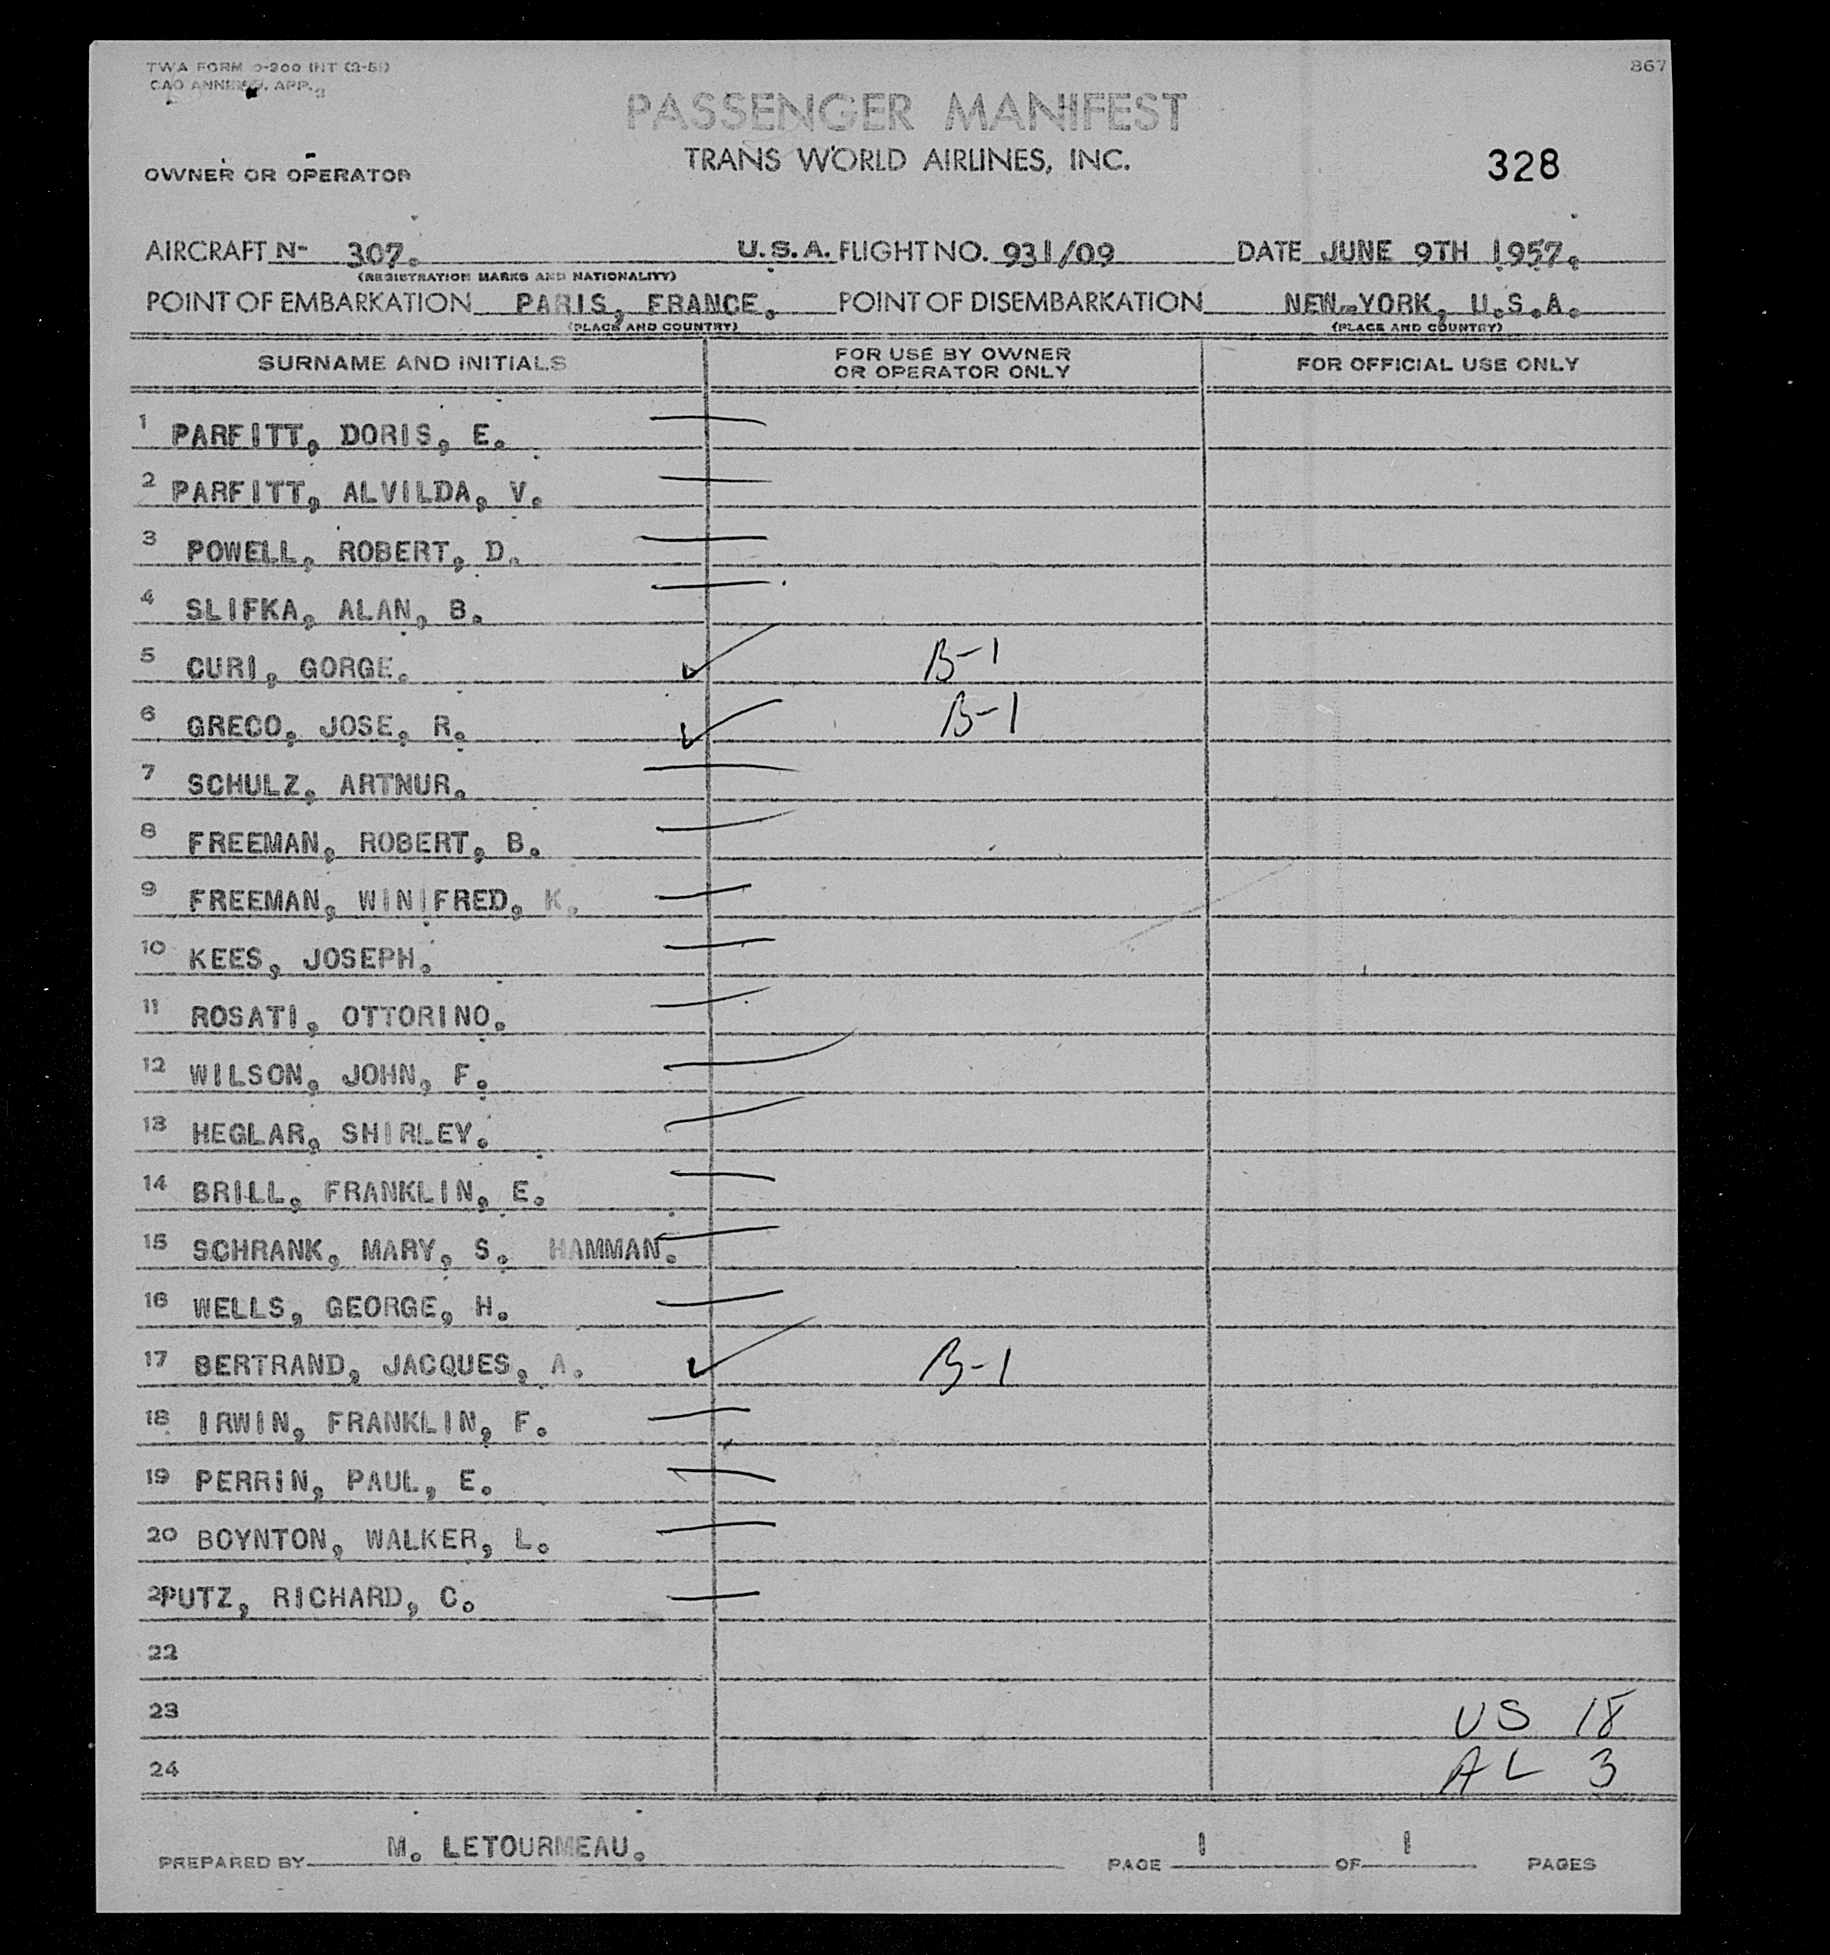 TWA FORM O-200 INT (2-51)
867
PASSENGER MANIFEST
TRANS WORLD AIRLINES, INC.
328
OWNER OR OPERATOR
AIRCRAFT N- 307. U.S.A. FLIGHT NO. 931/09 DATE JUNE 9TH 1957.
(REGISTRATION MARKS AND NATIONALITY)
POINT OF EMBARKATION PARIS, FRANCE. POINT OF DISEMBARKATION NEW-YORK, U.S.A.
(PLACE AND COUNTRY) (PLACE AND COUNTRY)
SURNAME AND INITIALS
FOR USE BY OWNER
OR OPERATOR ONLY
FOR OFFICIAL USE ONLY
1 PARFITT, DORIS, E.
2 PARFITT, ALVILDA, V.
3 POWELL, ROBERT, D.
4 SLIFKA, ALAN, B.
5 CURI, GORGE. B-1
6 GRECO, JOSE, R. B-1
7 SCHULZ, ARTNUR.
8 FREEMAN, ROBERT, B.
9 FREEMAN, WINIFRED, K.
10 KEES, JOSEPH.
11 ROSATI, OTTORINO.
12 WILSON, JOHN, F.
13 HEGLAR, SHIRLEY.
14 BRILL, FRANKLIN, E.
15 SCHRANK, MARY, S. HAMMAN.
16 WELLS, GEORGE, H.
17 BERTRAND, JACQUES, A. B-1
18 IRWIN, FRANKLIN, F.
19 PERRIN, PAUL, E.
20 BOYNTON, WALKER, L.
21 PUTZ, RICHARD, C.
22
23 US 18
24 AL 3
PREPARED BY M. LETOURMEAU. PAGE 1 OF 1 PAGES